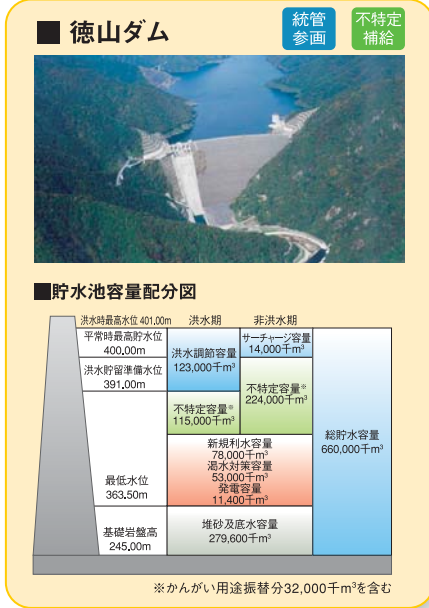 ■ 徳山ダム
統管
参画
不特定
補給
■貯水池容量配分図
洪水時最高水位 401.00m
洪水期
非洪水期
平常時最高貯水位
400.00m
洪水貯留準備水位
391.00m
最低水位
363.50m
基礎岩盤高
245.00m
洪水調節容量
123,000千m³
サーチャージ容量
14,000千m³
不特定容量※
115,000千m³
不特定容量※
224,000千m³
新規利水容量
78,000千m³
渇水対策容量
53,000千m³
発電容量
11,400千m³
堆砂及底水容量
279,600千m³
総貯水容量
660,000千m³
※かんがい用途振替分32,000千m³を含む